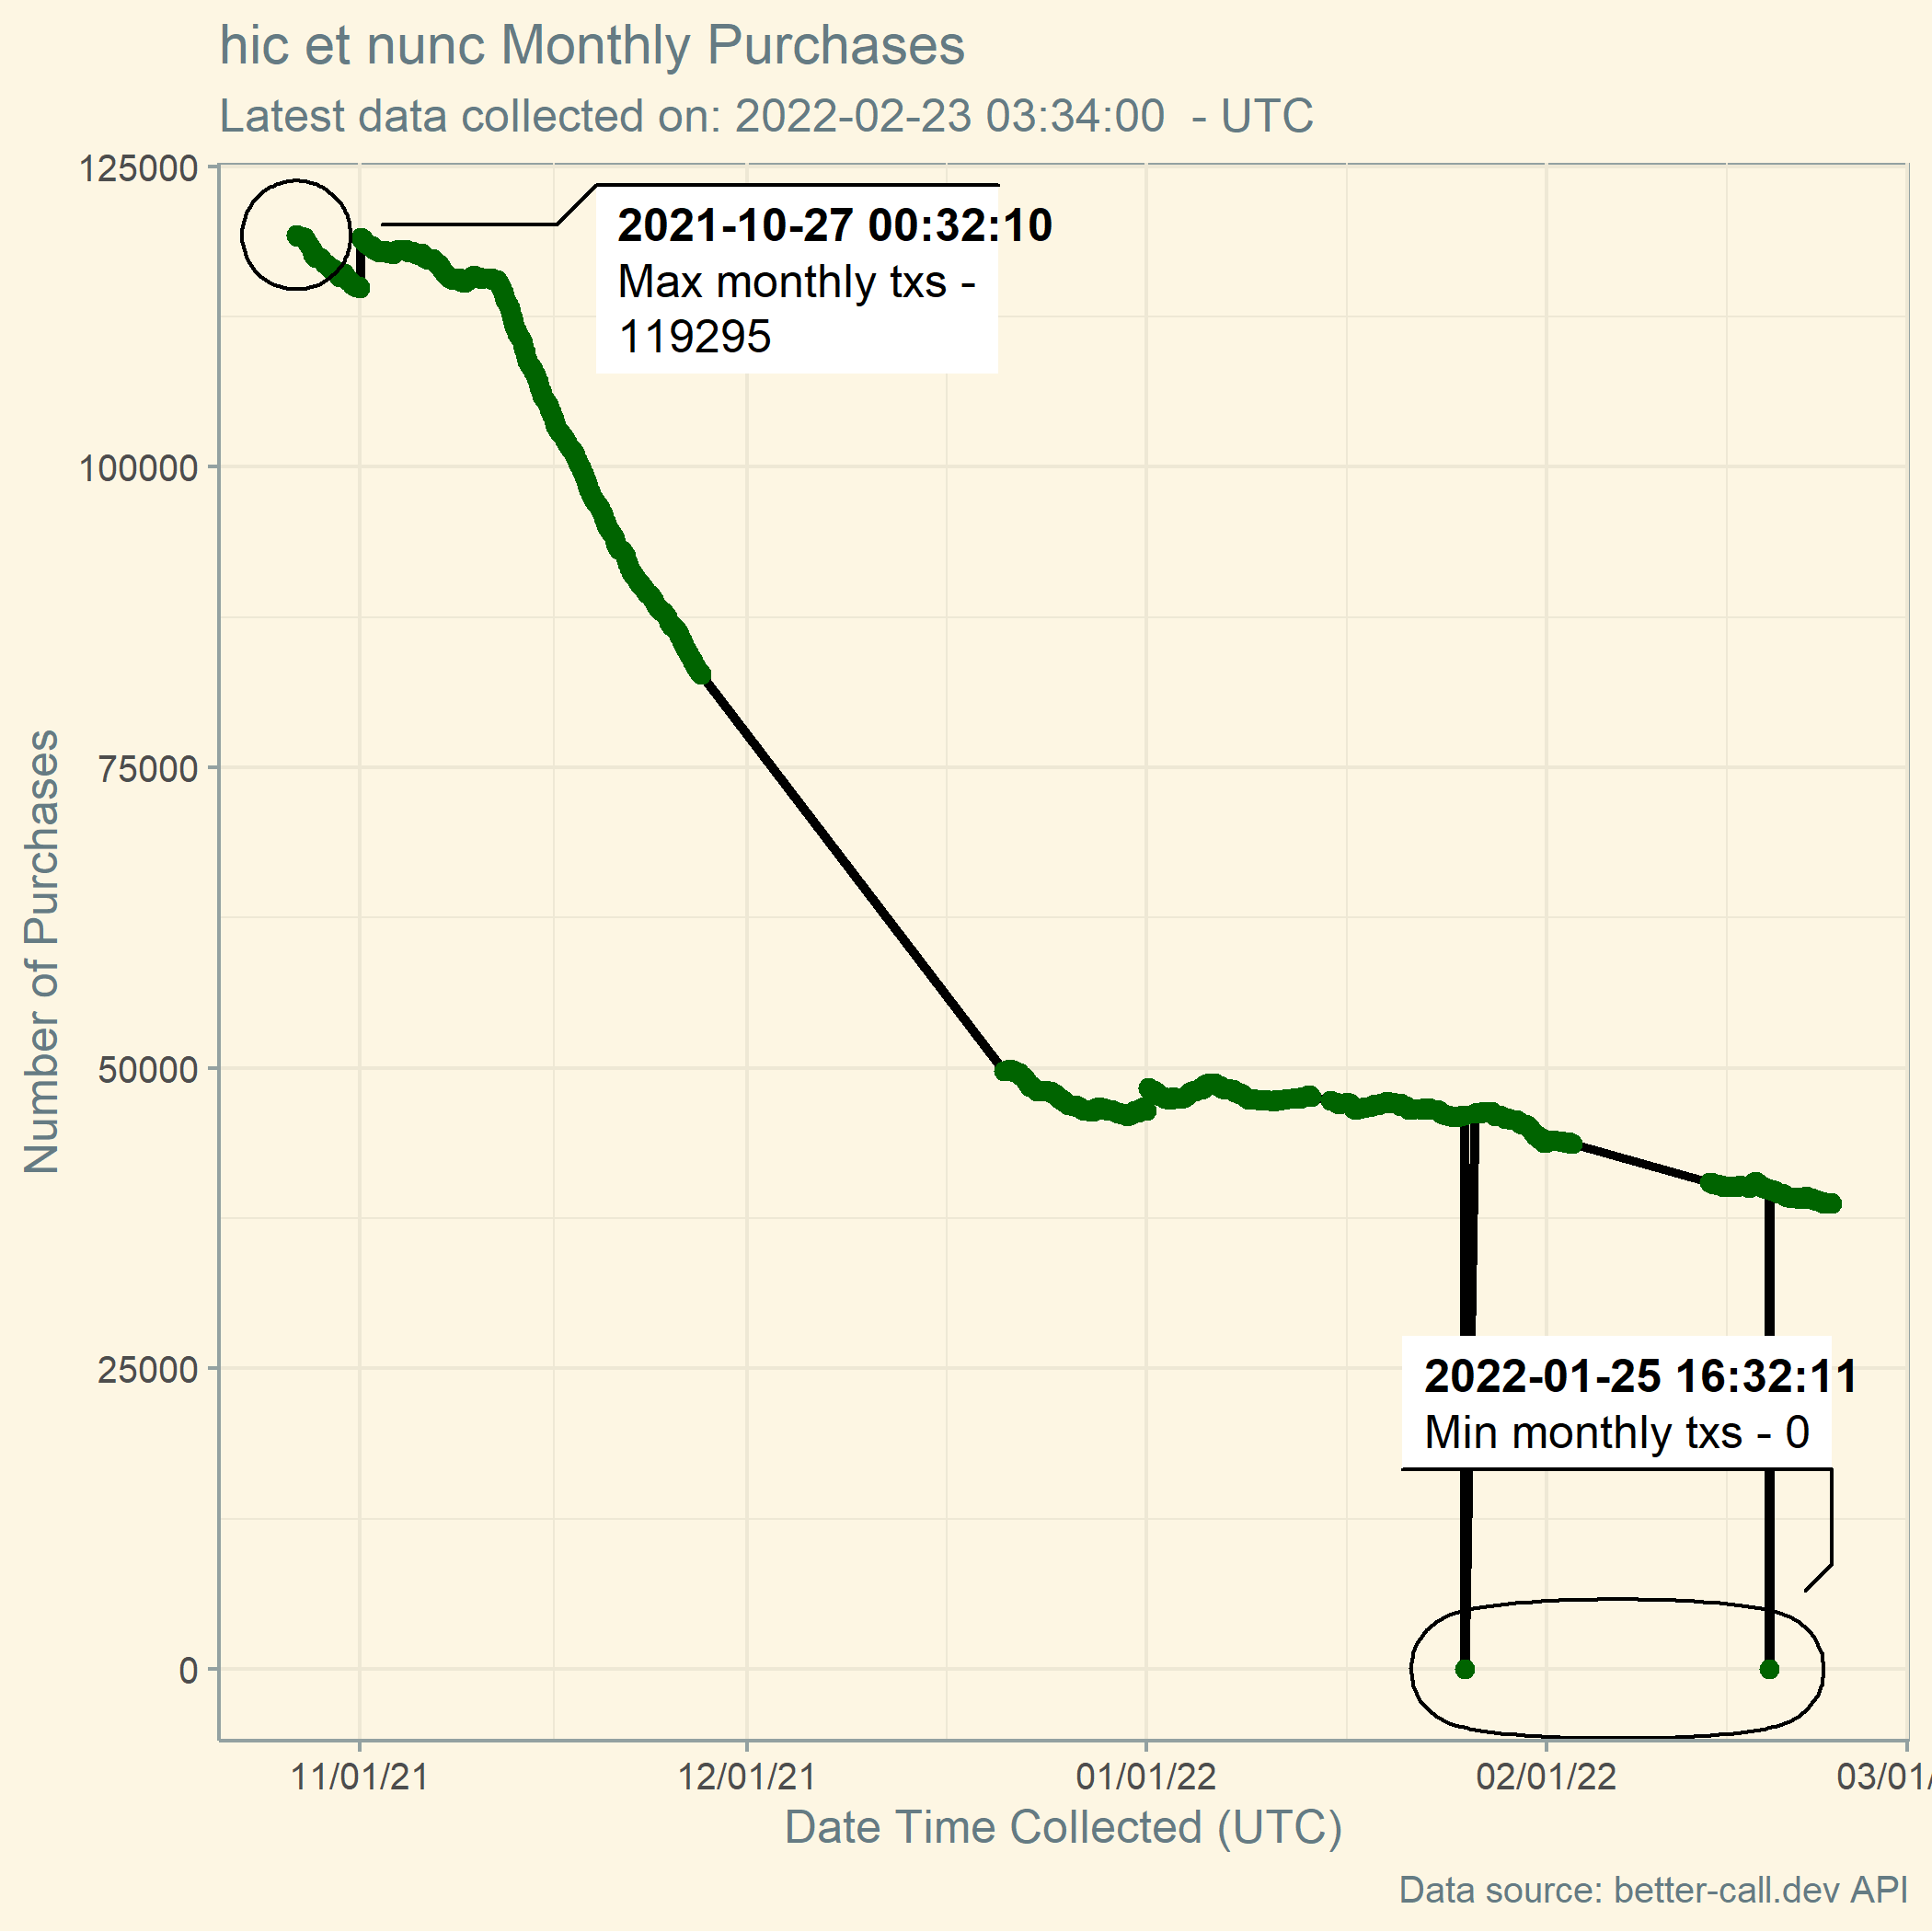 hic et nunc Monthly Purchases
Latest data collected on: 2022-02-23 03:34:00  - UTC
125000
100000
75000
50000
25000
0
Number of Purchases
2021-10-27 00:32:10
Max monthly txs -
119295
2022-01-25 16:32:11
Min monthly txs - 0
11/01/21
12/01/21
01/01/22
02/01/22
03/01/
Date Time Collected (UTC)
Data source: better-call.dev API